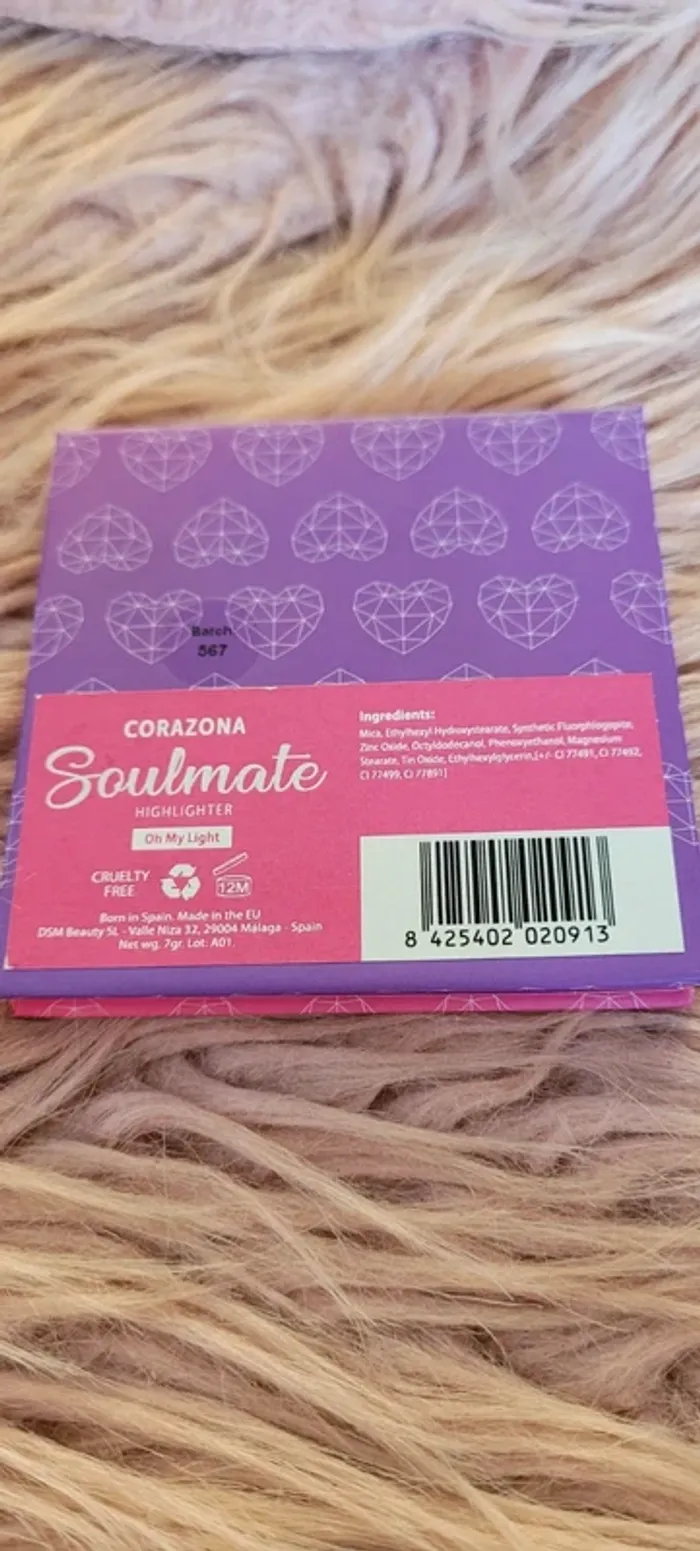 Batch
567
CORAZONA
Soulmate
HIGHLIGHTER
Oh My Light
CRUELTY
FREE
12M
Born in Spain. Made in the EU
DSM Beauty SL - Valle Niza 32, 29004 Málaga - Spain
Net wg. 7gr. Lot: A01.
Ingredients:
Mica, Ethylhexyl Hydroxystearate, Synthetic Fluorphlogopite,
Zinc Oxide, Octyldodecanol, Phenoxyethanol, Magnesium
Stearate, Tin Oxide, Ethylhexylglycerin,[+/- CI 77491, CI 77492,
CI 77499, CI 77891]
8 425402 020913